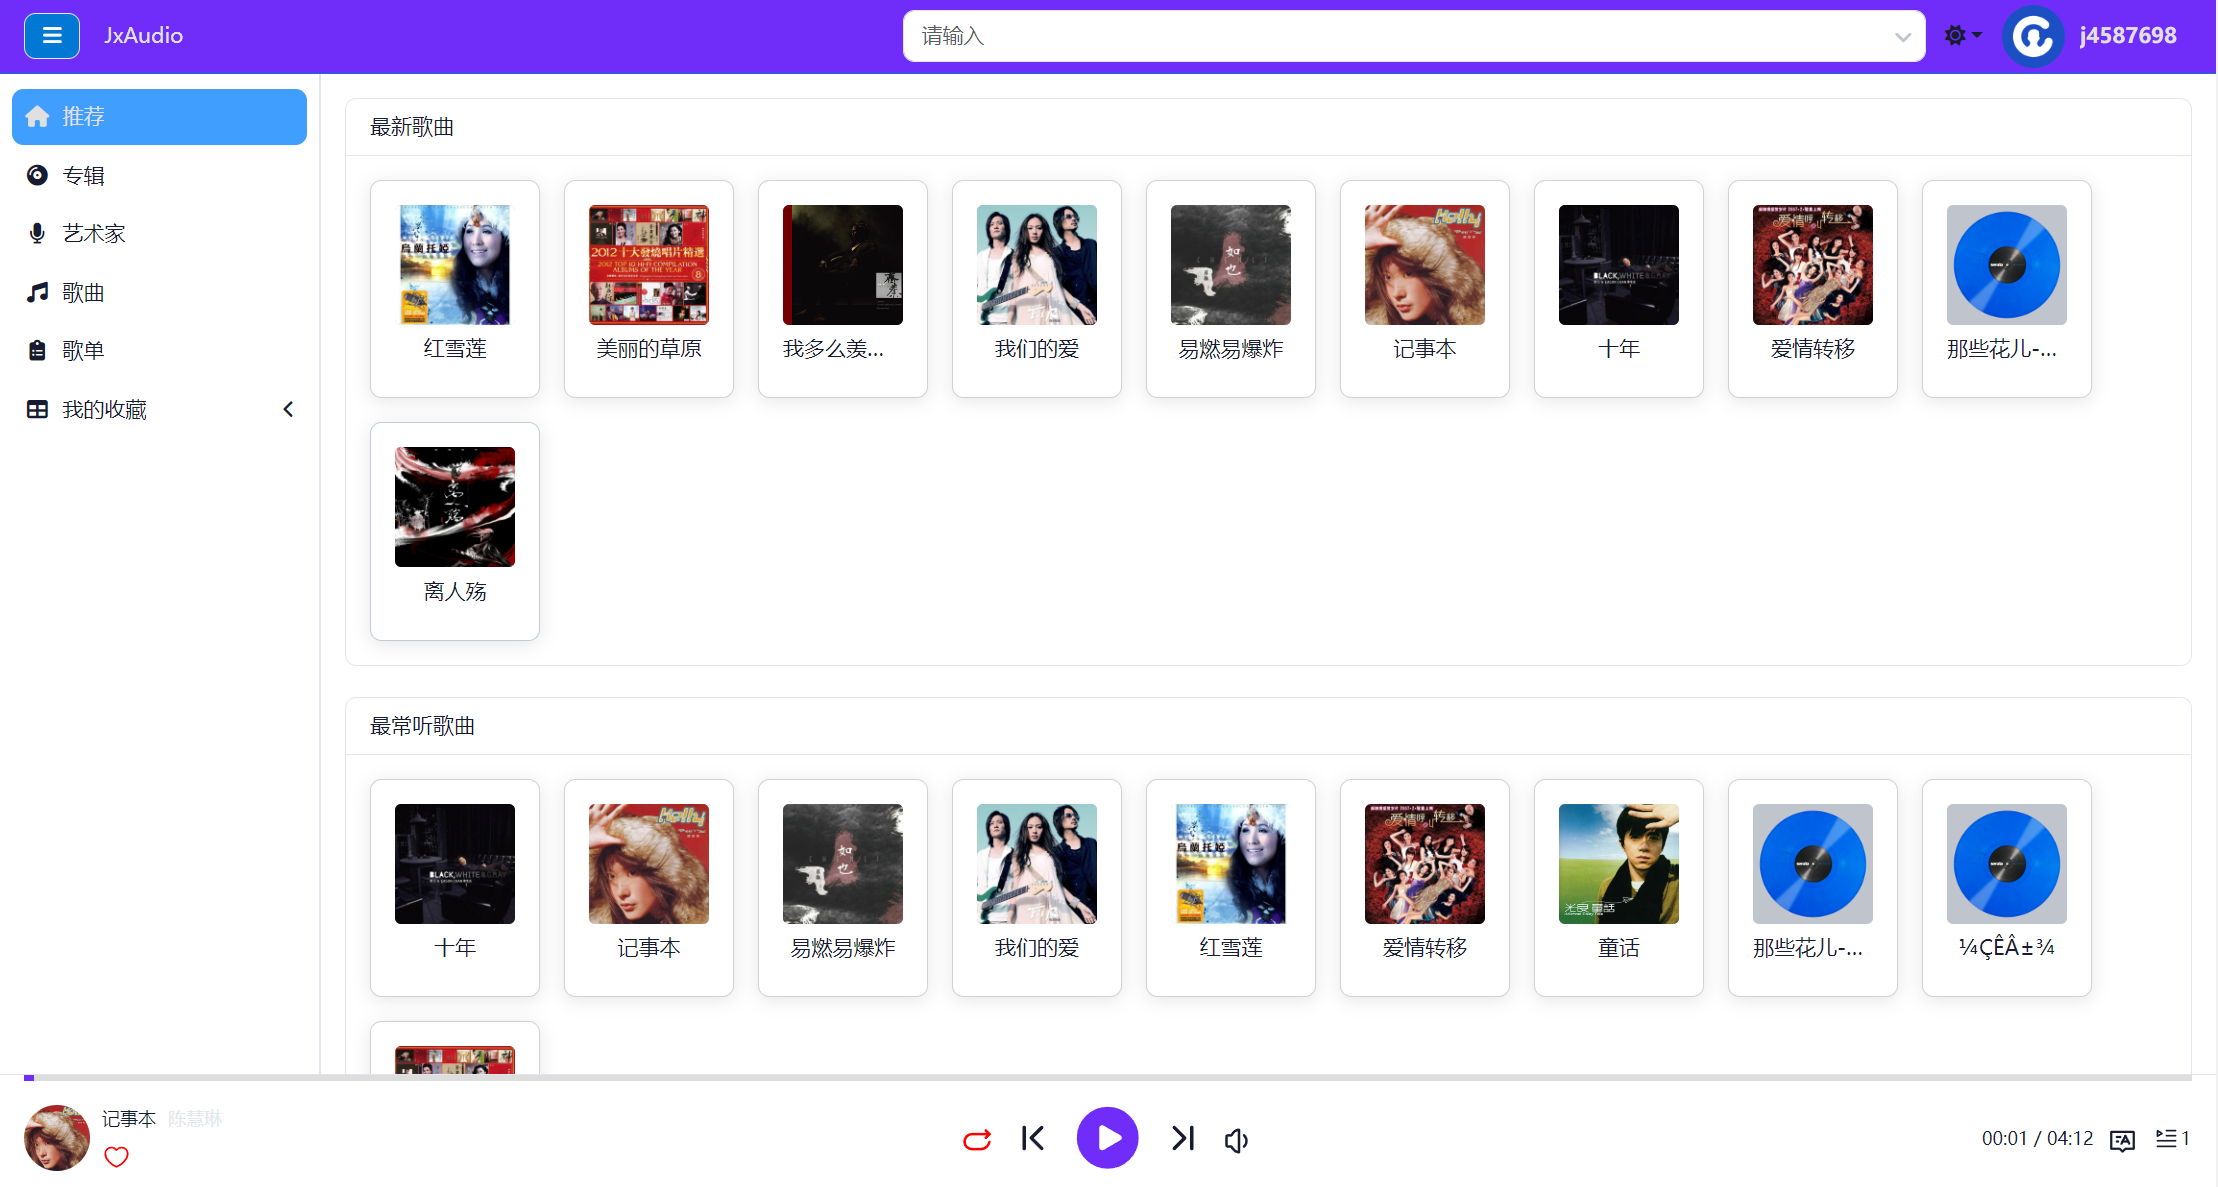 JxAudio
请输入
j4587698
推荐
专辑
艺术家
歌曲
歌单
我的收藏
最新歌曲
红雪莲
美丽的草原
我多么羡...
我们的爱
易燃易爆炸
记事本
十年
爱情转移
那些花儿-...
离人殇
最常听歌曲
十年
记事本
易燃易爆炸
我们的爱
红雪莲
爱情转移
童话
那些花儿-...
¼ÇÊÂ±¾
记事本 陈慧琳
00:01 / 04:12
1